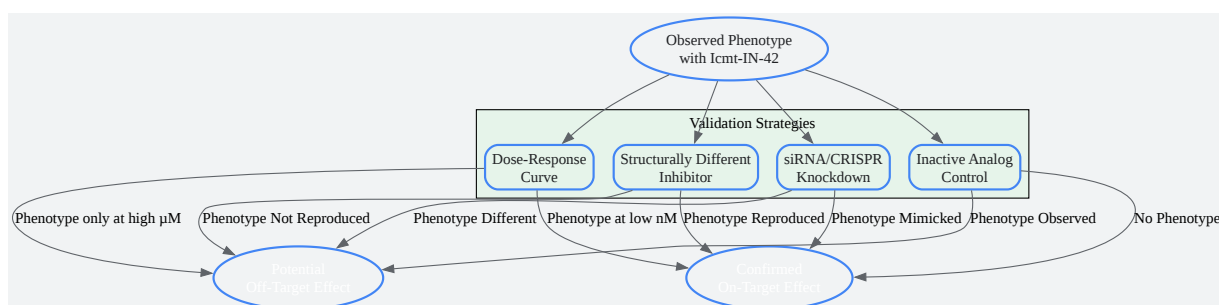 Observed Phenotype
with Icmt-IN-42
Validation Strategies
Dose-Response
Curve
Structurally Different
Inhibitor
siRNA/CRISPR
Knockdown
Inactive Analog
Control
Phenotype only at high µM
Phenotype Not Reproduced
Phenotype Different
Phenotype at low nM
Phenotype Reproduced
Phenotype Mimicked
Phenotype Observed
No Phenotype
Potential
Off-Target Effect
Confirmed
On-Target Effect